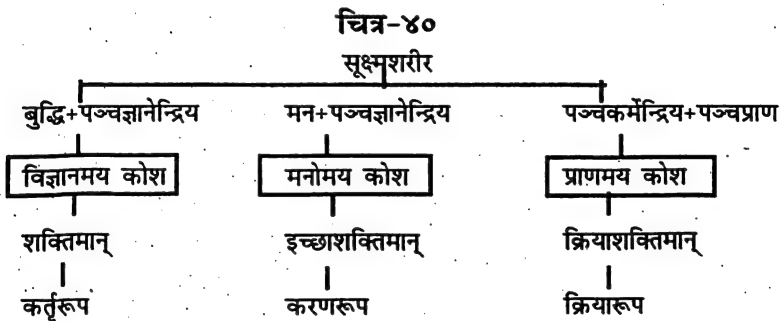 चित्र-४०
सूक्ष्मशरीर
बुद्धि+पञ्चज्ञानेन्द्रिय मन+पञ्चज्ञानेन्द्रिय पञ्चकर्मेन्द्रिय+पञ्चप्राण
विज्ञानमय कोश मनोमय कोश प्राणमय कोश
शक्तिमान् इच्छाशक्तिमान् क्रियाशक्तिमान्
कर्तृरूप करणरूप क्रियारूप